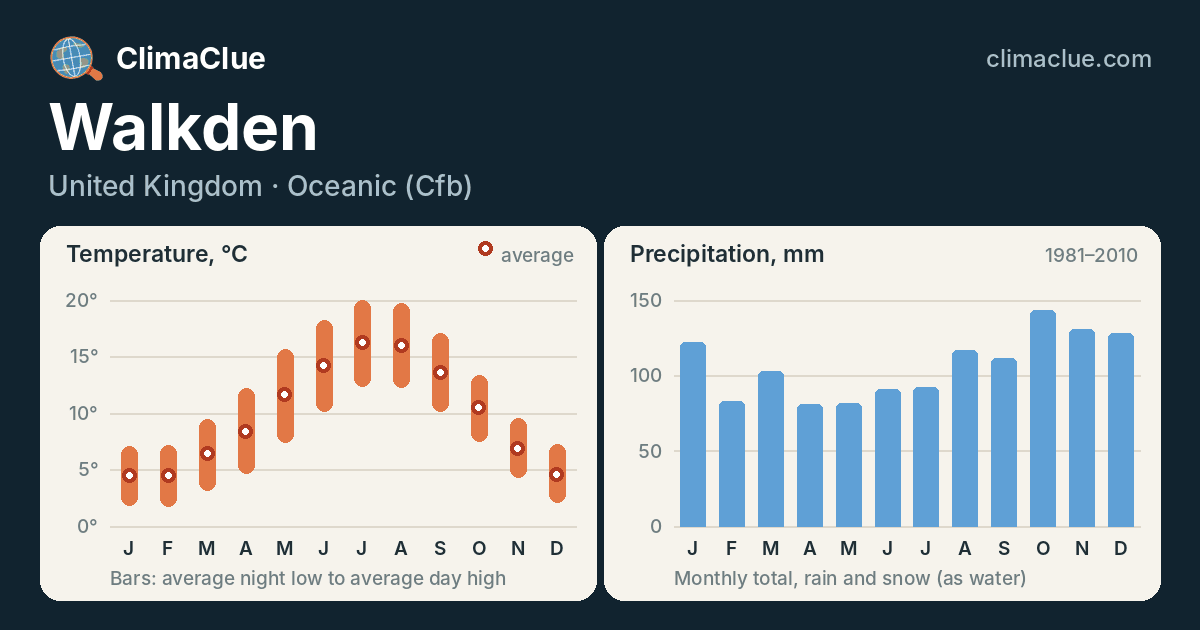 ClimaClue
climaclue.com
Walkden
United Kingdom · Oceanic (Cfb)
Temperature, °C
average
20°
15°
10°
5°
0°
J F M A M J J A S O N D
Bars: average night low to average day high
Precipitation, mm
1981–2010
150
100
50
0
J F M A M J J A S O N D
Monthly total, rain and snow (as water)